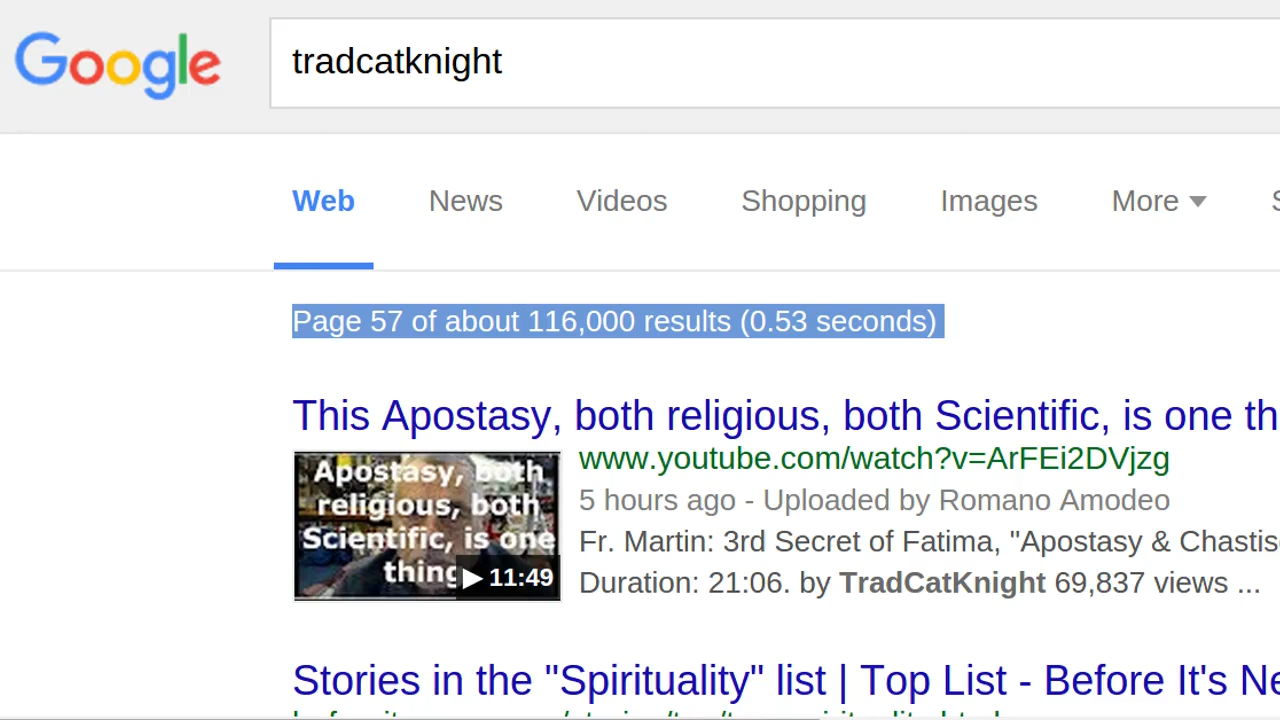 Google
tradcatknight
Web News Videos Shopping Images More
Page 57 of about 116,000 results (0.53 seconds)
This Apostasy, both religious, both Scientific, is one th
Apostasy, both
religious, both
Scientific, is one
thing
11:49
www.youtube.com/watch?v=ArFEi2DVjzg
5 hours ago - Uploaded by Romano Amodeo
Fr. Martin: 3rd Secret of Fatima, "Apostasy & Chastis
Duration: 21:06. by TradCatKnight 69,837 views ...
Stories in the "Spirituality" list | Top List - Before It's Ne